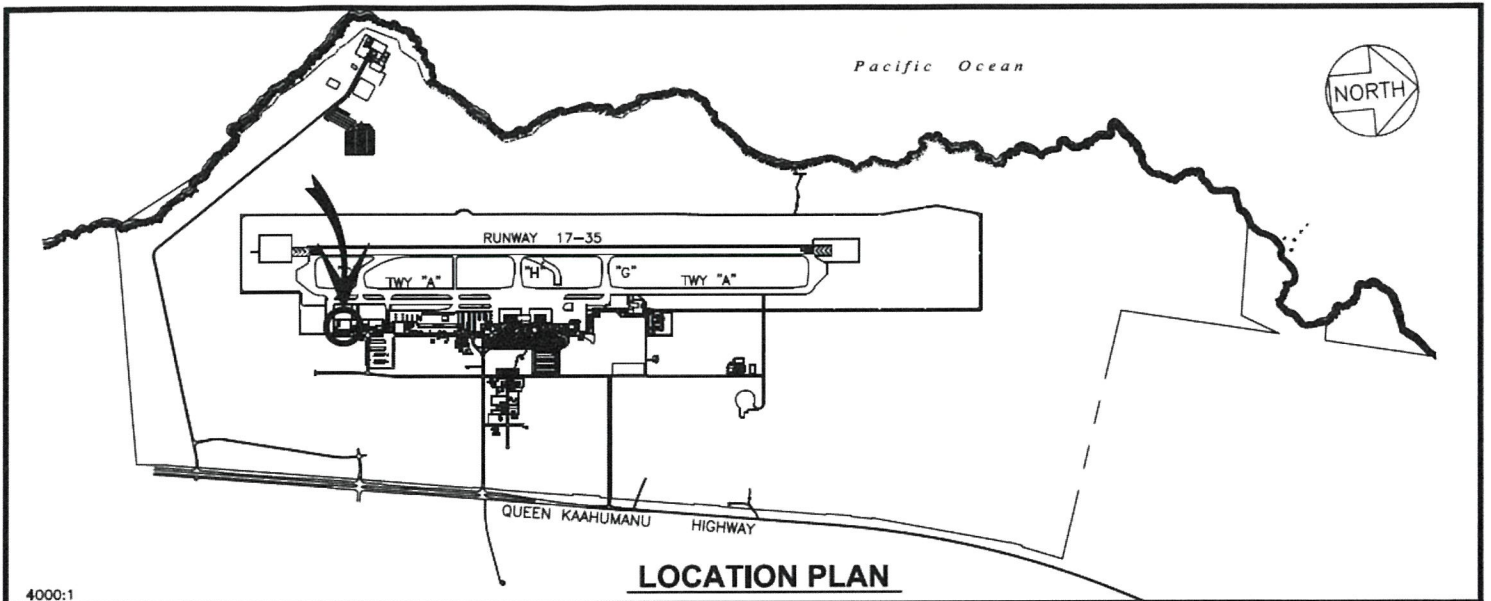 Pacific Ocean
NORTH
RUNWAY 17-35
TWY "A"
"H"
"G"
TWY "A"
QUEEN KAAHUMANU HIGHWAY
LOCATION PLAN
4000:1